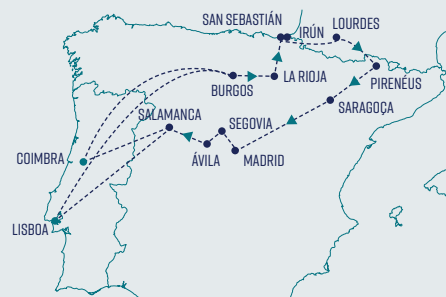 SAN SEBASTIÁN
IRÚN
LOURDES
BURGOS
LA RIOJA
PIRENÉUS
SARAGOÇA
SALAMANCA
SEGOVIA
COIMBRA
ÁVILA
MADRID
LISBOA